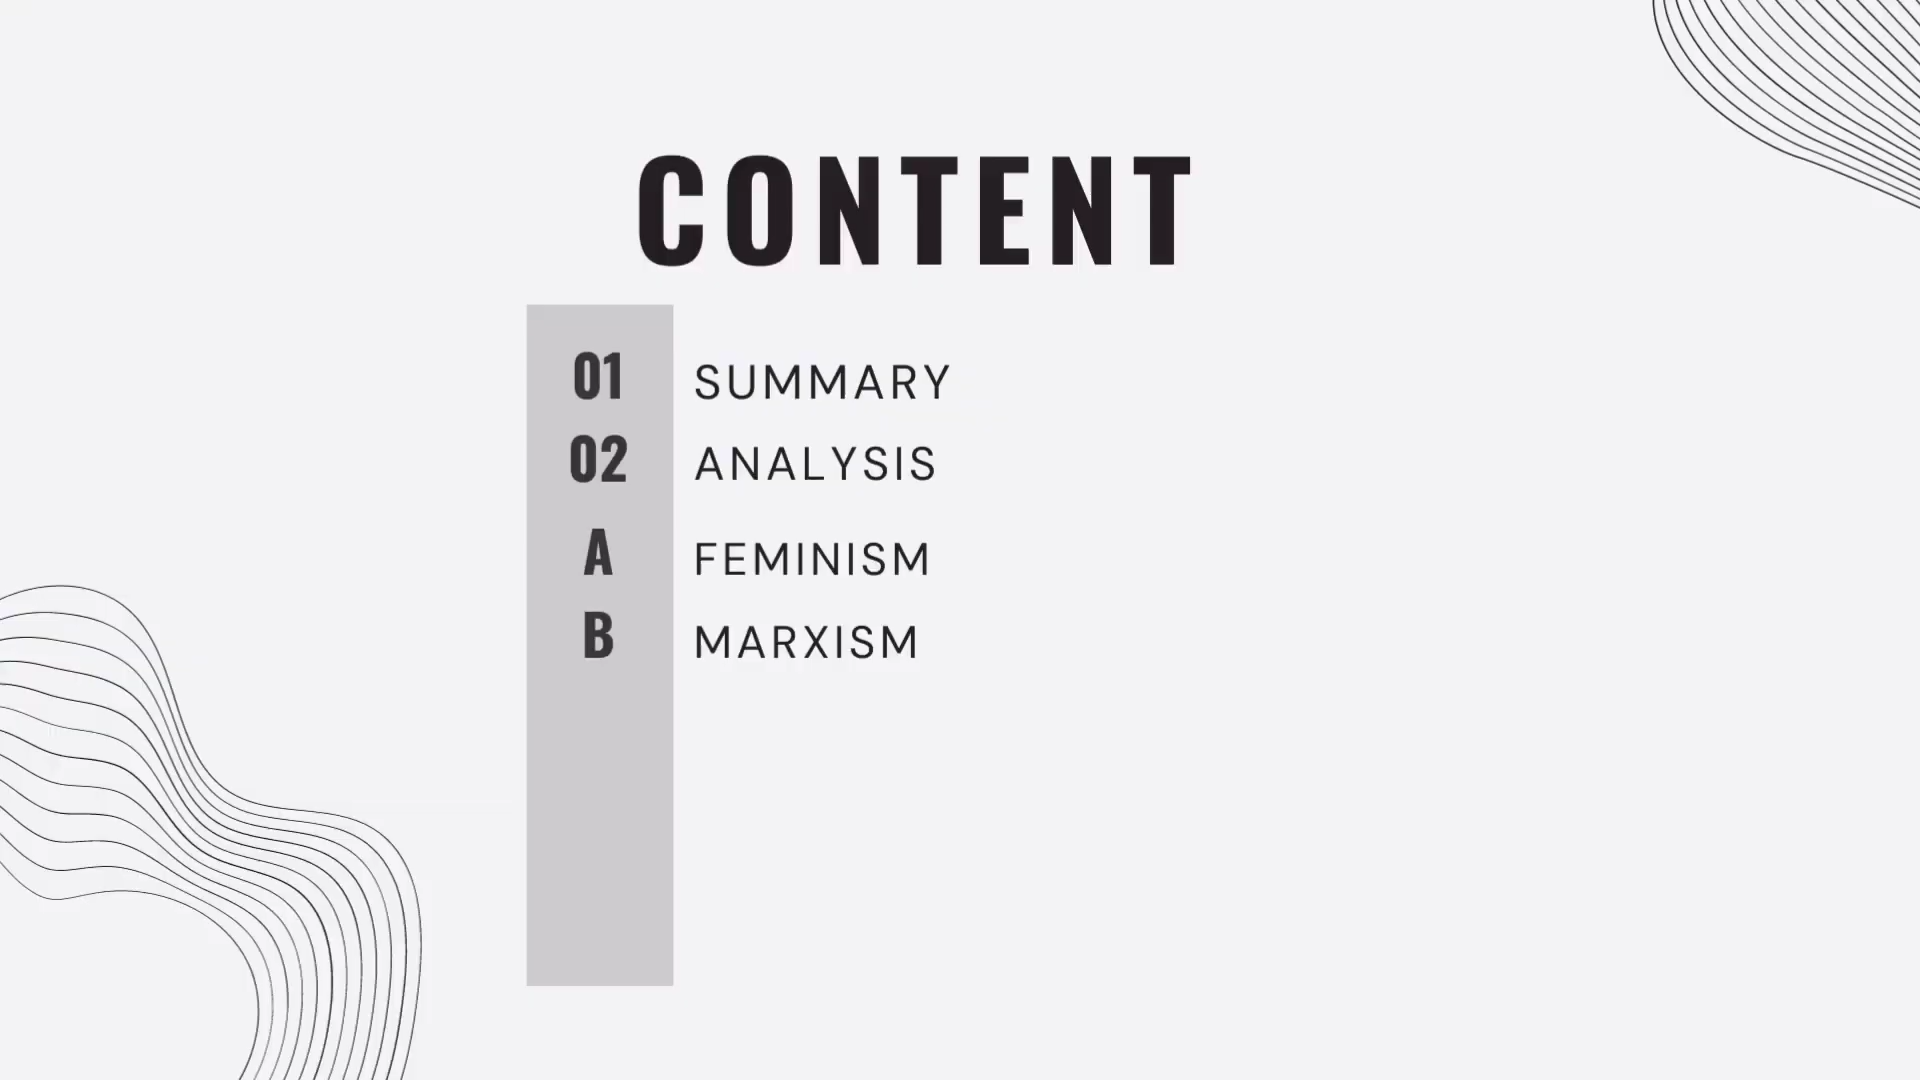 CONTENT
01 SUMMARY
02 ANALYSIS
A FEMINISM
B MARXISM